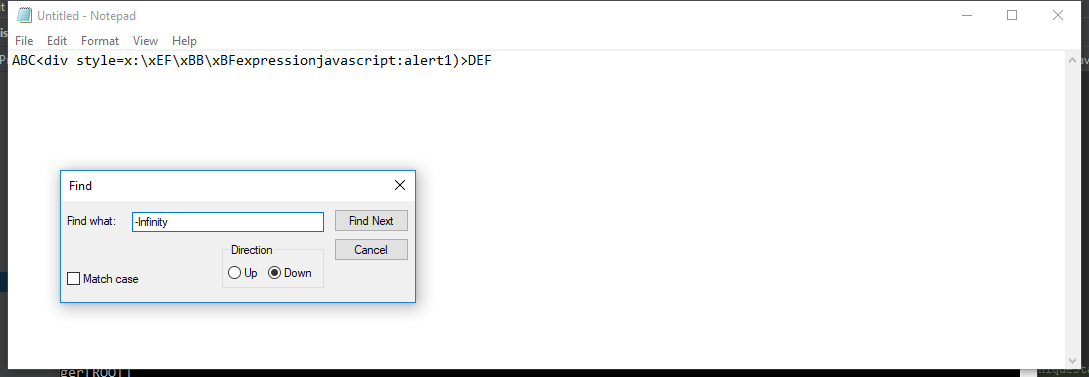 Untitled - Notepad
File Edit Format View Help
ABC<div style=x:\xEF\xBB\xBFexpressionjavascript:alert1)>DEF
Find
Find what: -Infinity Find Next
Cancel
Direction
Up Down
Match case
ger[ROOT]